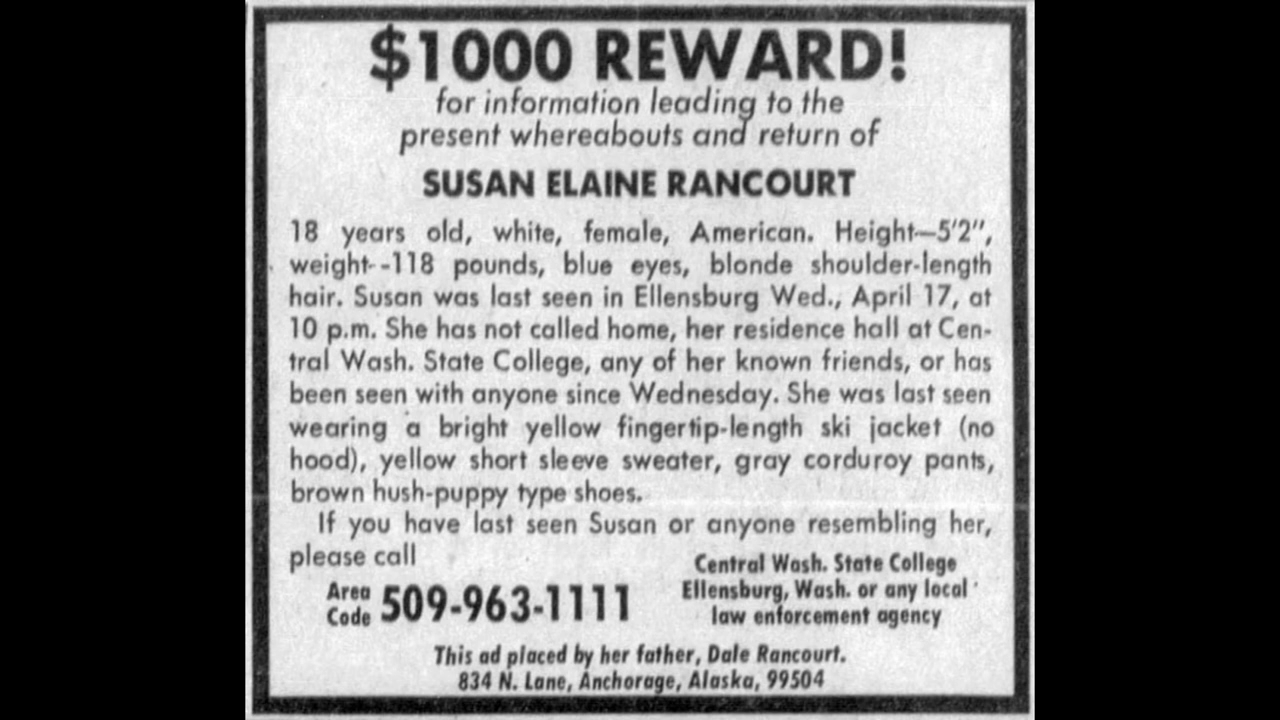 $1000 REWARD!
for information leading to the
present whereabouts and return of
SUSAN ELAINE RANCOURT
18 years old, white, female, American. Height—5'2",
weight--118 pounds, blue eyes, blonde shoulder-length
hair. Susan was last seen in Ellensburg Wed., April 17, at
10 p.m. She has not called home, her residence hall at Cen-
tral Wash. State College, any of her known friends, or has
been seen with anyone since Wednesday. She was last seen
wearing a bright yellow fingertip-length ski jacket (no
hood), yellow short sleeve sweater, gray corduroy pants,
brown hush-puppy type shoes.
If you have last seen Susan or anyone resembling her,
please call
Area
Code 509-963-1111
Central Wash. State College
Ellensburg, Wash. or any local
law enforcement agency
This ad placed by her father, Dale Rancourt.
834 N. Lane, Anchorage, Alaska, 99504